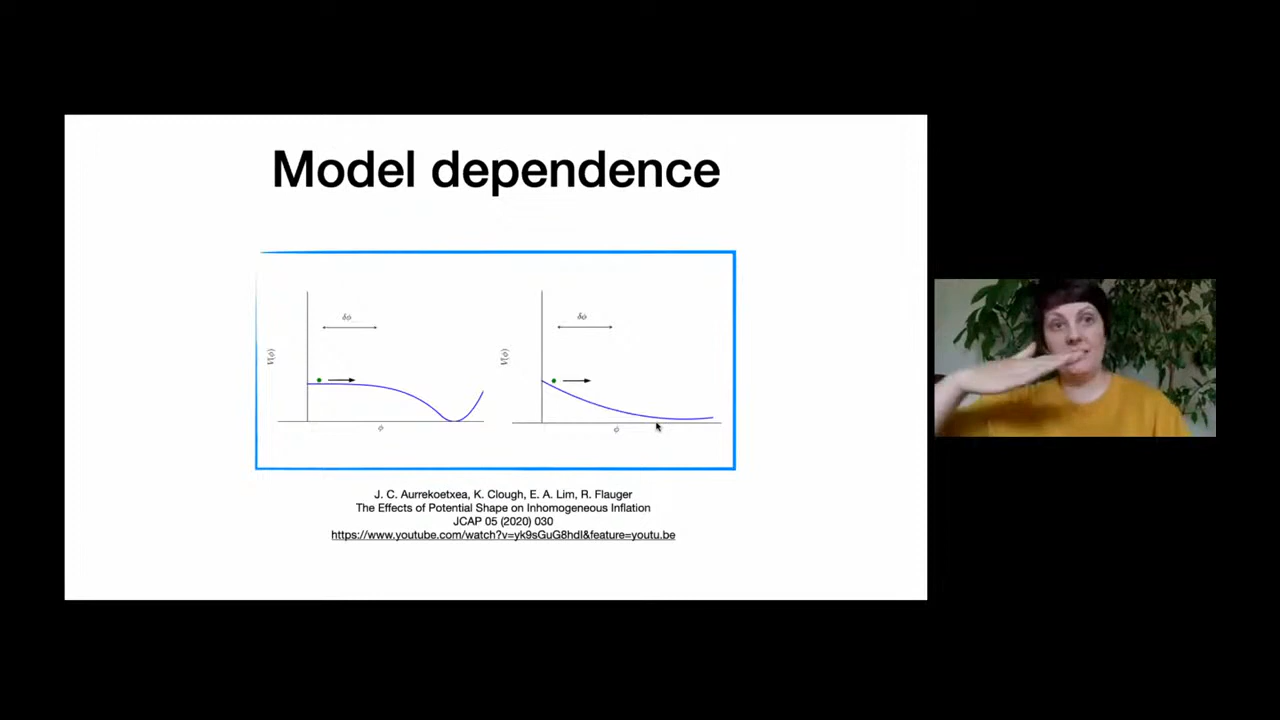 Model dependence
δϕ
δϕ
V(ϕ)
V(ϕ)
ϕ
ϕ
J. C. Aurrekoetxea, K. Clough, E. A. Lim, R. Flauger
The Effects of Potential Shape on Inhomogeneous Inflation
JCAP 05 (2020) 030
https://www.youtube.com/watch?v=yk9sGuG8hdI&feature=youtu.be